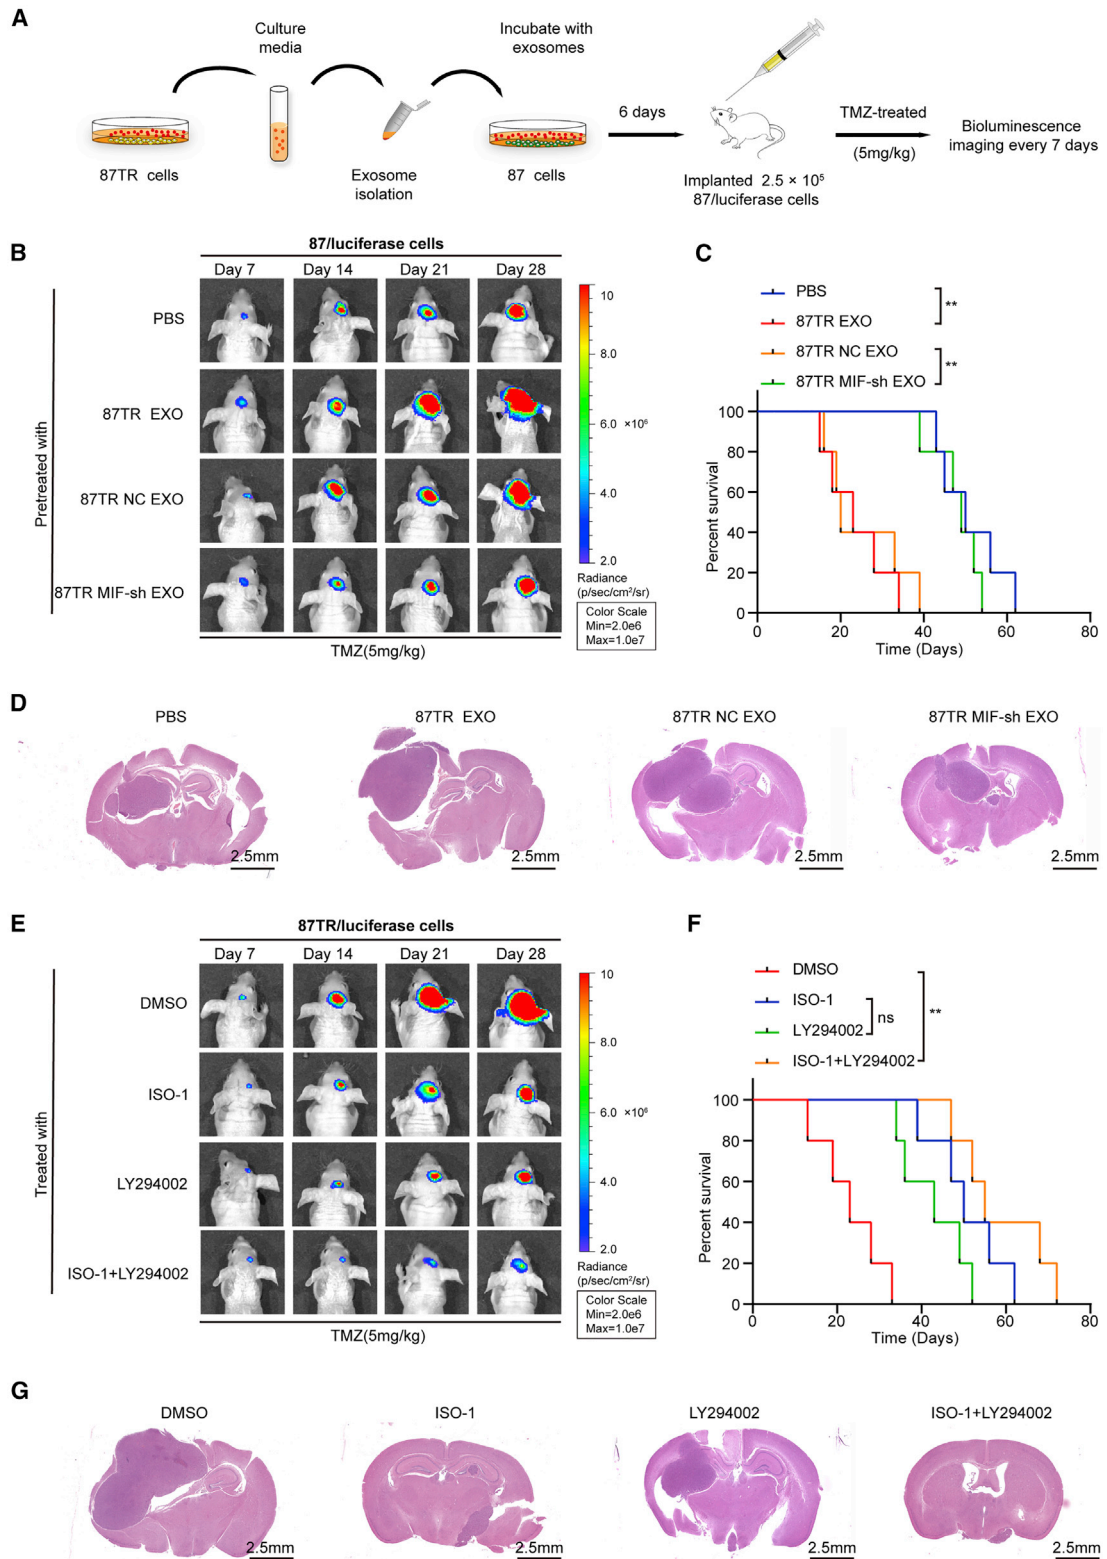 A
Culture
media
Incubate with
exosomes
87TR cells
Exosome
isolation
87 cells
6 days
Implanted 2.5 × 10⁵
87/luciferase cells
TMZ-treated
(5mg/kg)
Bioluminescence
imaging every 7 days
B
87/luciferase cells
Day 7 Day 14 Day 21 Day 28
Pretreated with
PBS
87TR EXO
87TR NC EXO
87TR MIF-sh EXO
TMZ(5mg/kg)
10
8.0
6.0 ×10⁶
4.0
2.0
Radiance
(p/sec/cm²/sr)
Color Scale
Min=2.0e6
Max=1.0e7
C
PBS
87TR EXO
**
87TR NC EXO
87TR MIF-sh EXO
**
Percent survival
100
80
60
40
20
0
0 20 40 60 80
Time (Days)
D
PBS 87TR EXO 87TR NC EXO 87TR MIF-sh EXO
2.5mm 2.5mm 2.5mm 2.5mm
E
87TR/luciferase cells
Day 7 Day 14 Day 21 Day 28
Treated with
DMSO
ISO-1
LY294002
ISO-1+LY294002
TMZ(5mg/kg)
10
8.0
6.0 ×10⁶
4.0
2.0
Radiance
(p/sec/cm²/sr)
Color Scale
Min=2.0e6
Max=1.0e7
F
DMSO
ISO-1
LY294002
ISO-1+LY294002
ns
**
Percent survival
100
80
60
40
20
0
0 20 40 60 80
Time (Days)
G
DMSO ISO-1 LY294002 ISO-1+LY294002
2.5mm 2.5mm 2.5mm 2.5mm